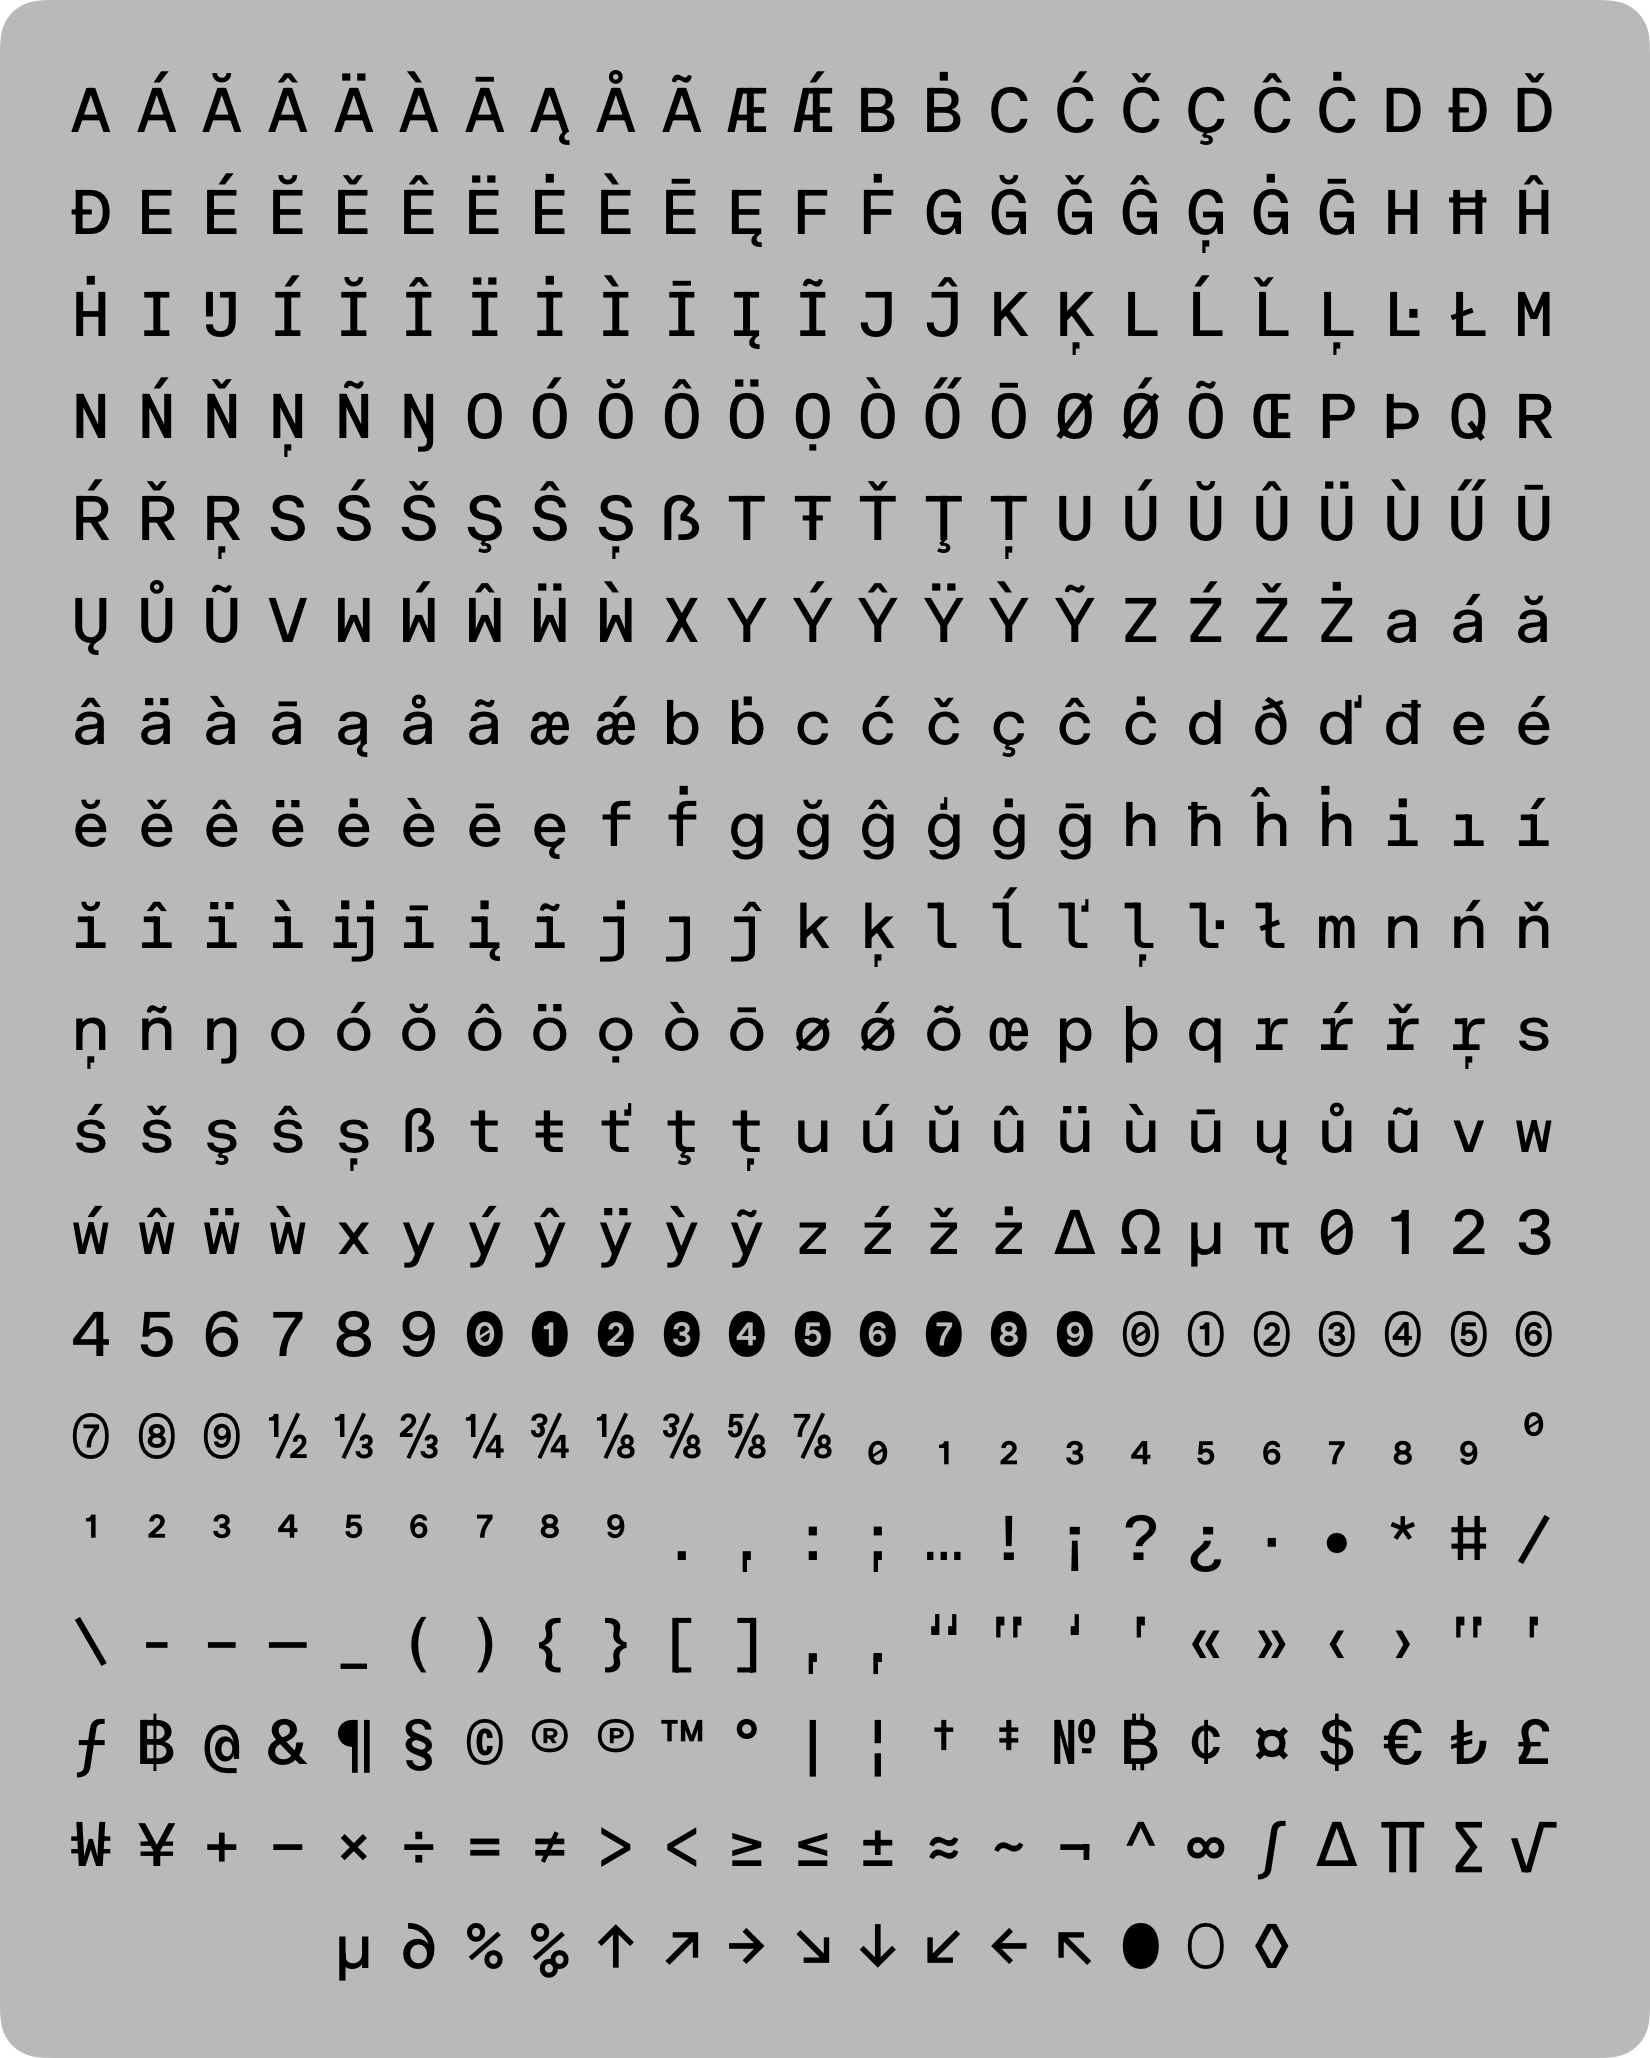 A Á Ă Â Ä À Ā Ą Å Ã Æ Ǽ B Ḃ C Ć Č Ç Ĉ Ċ D Đ Ď
Đ E É Ĕ Ě Ê Ë Ė È Ē Ę F Ḟ G Ğ Ǧ Ĝ Ģ Ġ Ḡ H Ħ Ĥ
Ḣ I Ĳ Í Ĭ Î Ï İ Ì Ī Į Ĩ J Ĵ K Ķ L Ĺ Ľ Ļ Ŀ Ł M
N Ń Ň Ņ Ñ Ŋ O Ó Ŏ Ô Ö Ọ Ò Ő Ō Ø Ǿ Õ Œ P Þ Q R
Ŕ Ř Ŗ S Ś Š Ş Ŝ Ș ẞ T Ŧ Ť Ţ Ț U Ú Ŭ Û Ü Ù Ű Ū
Ų Ů Ũ V W Ẃ Ŵ Ẅ Ẁ X Y Ý Ŷ Ÿ Ỳ Ỹ Z Ź Ž Ż a á ă
â ä à ā ą å ã æ ǽ b ḃ c ć č ç ĉ ċ d ð ď đ e é
ĕ ě ê ë ė è ē ę f ḟ g ğ ĝ ģ ġ ḡ h ħ ĥ ḣ i ı í
ĭ î ï ì ĳ ī į ĩ j ȷ ĵ k ķ l ĺ ľ ļ ŀ ł m n ń ň
ņ ñ ŋ o ó ŏ ô ö ọ ò ō ø ǿ õ œ p þ q r ŕ ř ŗ s
ś š ş ŝ ș ß t ŧ ť ţ ț u ú ŭ û ü ù ū ų ů ũ v w
ẃ ŵ ẅ ẁ x y ý ŷ ÿ ỳ ỹ z ź ž ż Δ Ω μ π 0 1 2 3
4 5 6 7 8 9 ⓿ ❶ ❷ ❸ ❹ ❺ ❻ ❼ ❽ ❾ ⓪ ① ② ③ ④ ⑤ ⑥
⑦ ⑧ ⑨ ½ ⅓ ⅔ ¼ ¾ ⅛ ⅜ ⅝ ⅞ ₀ ₁ ₂ ₃ ₄ ₅ ₆ ₇ ₈ ₉ ⁰
¹ ² ³ ⁴ ⁵ ⁶ ⁷ ⁸ ⁹ . , : ; … ! ¡ ? ¿ · • * # /
\ - – — _ ( ) { } [ ] ‚ , “ ” ‘ ’ « » ‹ › " '
ƒ ฿ @ & ¶ § © ® ℗ ™ ° | ¦ † ‡ № ₿ ¢ ¤ $ € ₺ £
₩ ¥ + − × ÷ = ≠ > < ≥ ≤ ± ≈ ~ ¬ ^ ∞ ∫ ∆ ∏ ∑ √
µ ∂ % ‰ ↑ ↗ → ↘ ↓ ↙ ← ↖ ● ○ ◊